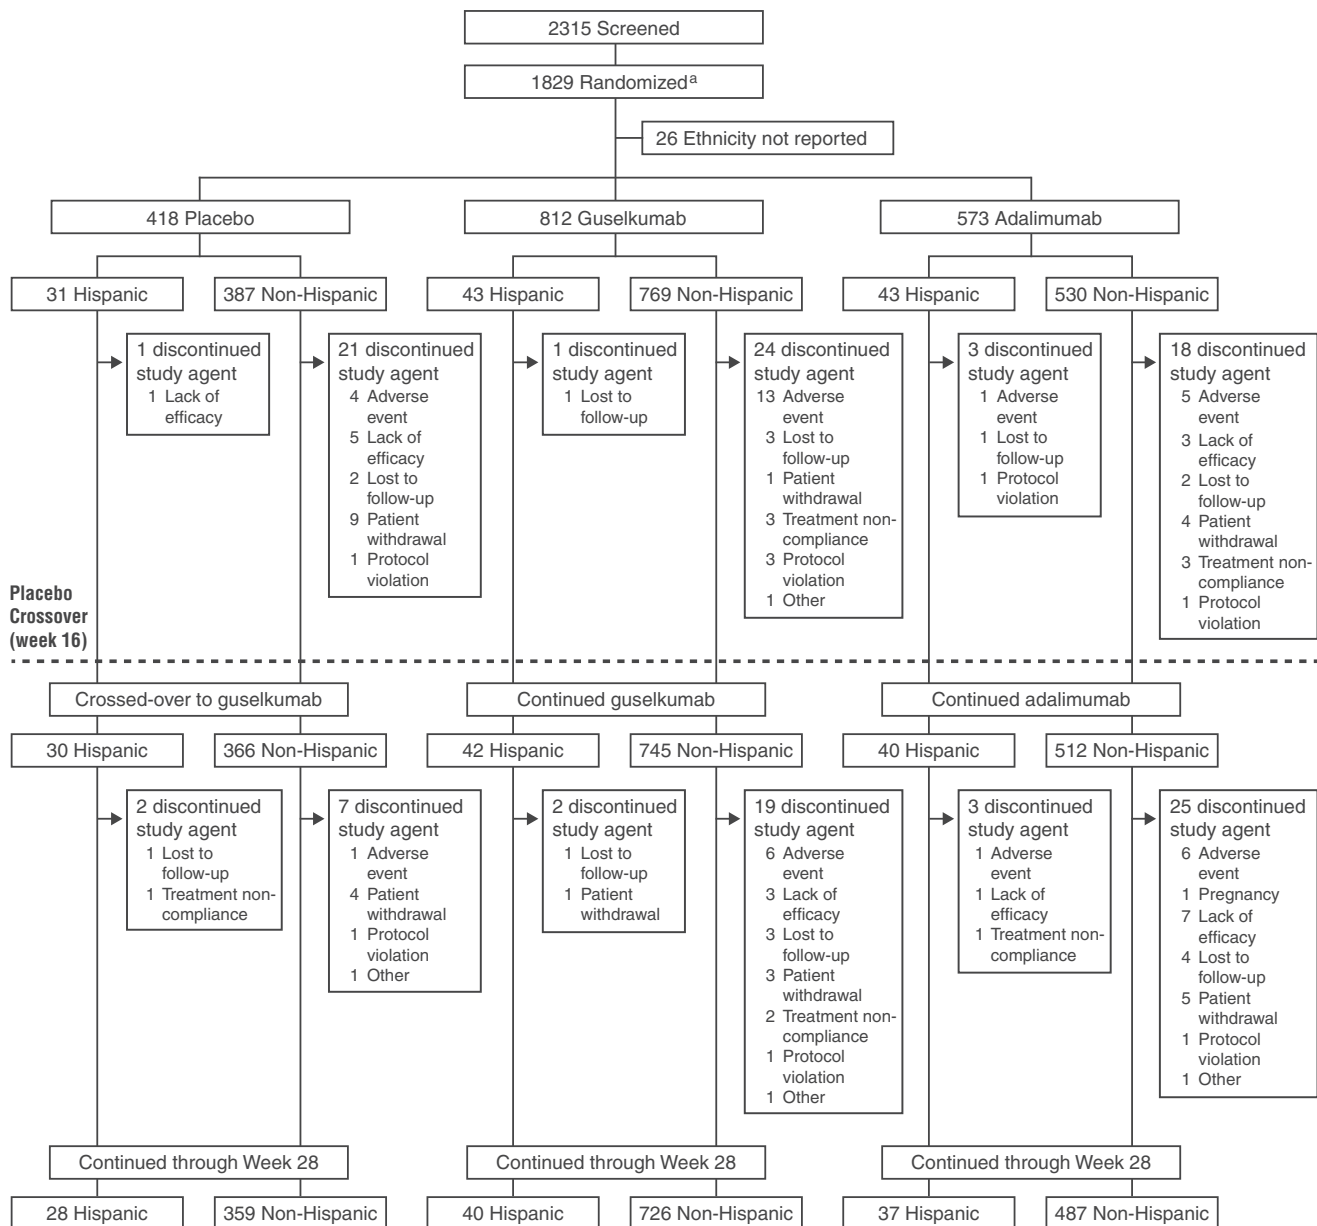 2315 Screened
1829 Randomizedᵃ
26 Ethnicity not reported
418 Placebo
812 Guselkumab
573 Adalimumab
31 Hispanic
387 Non-Hispanic
43 Hispanic
769 Non-Hispanic
43 Hispanic
530 Non-Hispanic
1 discontinued
study agent
1 Lack of
efficacy
21 discontinued
study agent
4 Adverse
event
5 Lack of
efficacy
2 Lost to
follow-up
9 Patient
withdrawal
1 Protocol
violation
1 discontinued
study agent
1 Lost to
follow-up
24 discontinued
study agent
13 Adverse
event
3 Lost to
follow-up
1 Patient
withdrawal
3 Treatment non-
compliance
3 Protocol
violation
1 Other
3 discontinued
study agent
1 Adverse
event
1 Lost to
follow-up
1 Protocol
violation
18 discontinued
study agent
5 Adverse
event
3 Lack of
efficacy
2 Lost to
follow-up
4 Patient
withdrawal
3 Treatment non-
compliance
1 Protocol
violation
Placebo
Crossover
(week 16)
Crossed-over to guselkumab
Continued guselkumab
Continued adalimumab
30 Hispanic
366 Non-Hispanic
42 Hispanic
745 Non-Hispanic
40 Hispanic
512 Non-Hispanic
2 discontinued
study agent
1 Lost to
follow-up
1 Treatment non-
compliance
7 discontinued
study agent
1 Adverse
event
4 Patient
withdrawal
1 Protocol
violation
1 Other
2 discontinued
study agent
1 Lost to
follow-up
1 Patient
withdrawal
19 discontinued
study agent
6 Adverse
event
3 Lack of
efficacy
3 Lost to
follow-up
3 Patient
withdrawal
2 Treatment non-
compliance
1 Protocol
violation
1 Other
3 discontinued
study agent
1 Adverse
event
1 Lack of
efficacy
1 Treatment non-
compliance
25 discontinued
study agent
6 Adverse
event
1 Pregnancy
7 Lack of
efficacy
4 Lost to
follow-up
5 Patient
withdrawal
1 Protocol
violation
1 Other
Continued through Week 28
Continued through Week 28
Continued through Week 28
28 Hispanic
359 Non-Hispanic
40 Hispanic
726 Non-Hispanic
37 Hispanic
487 Non-Hispanic